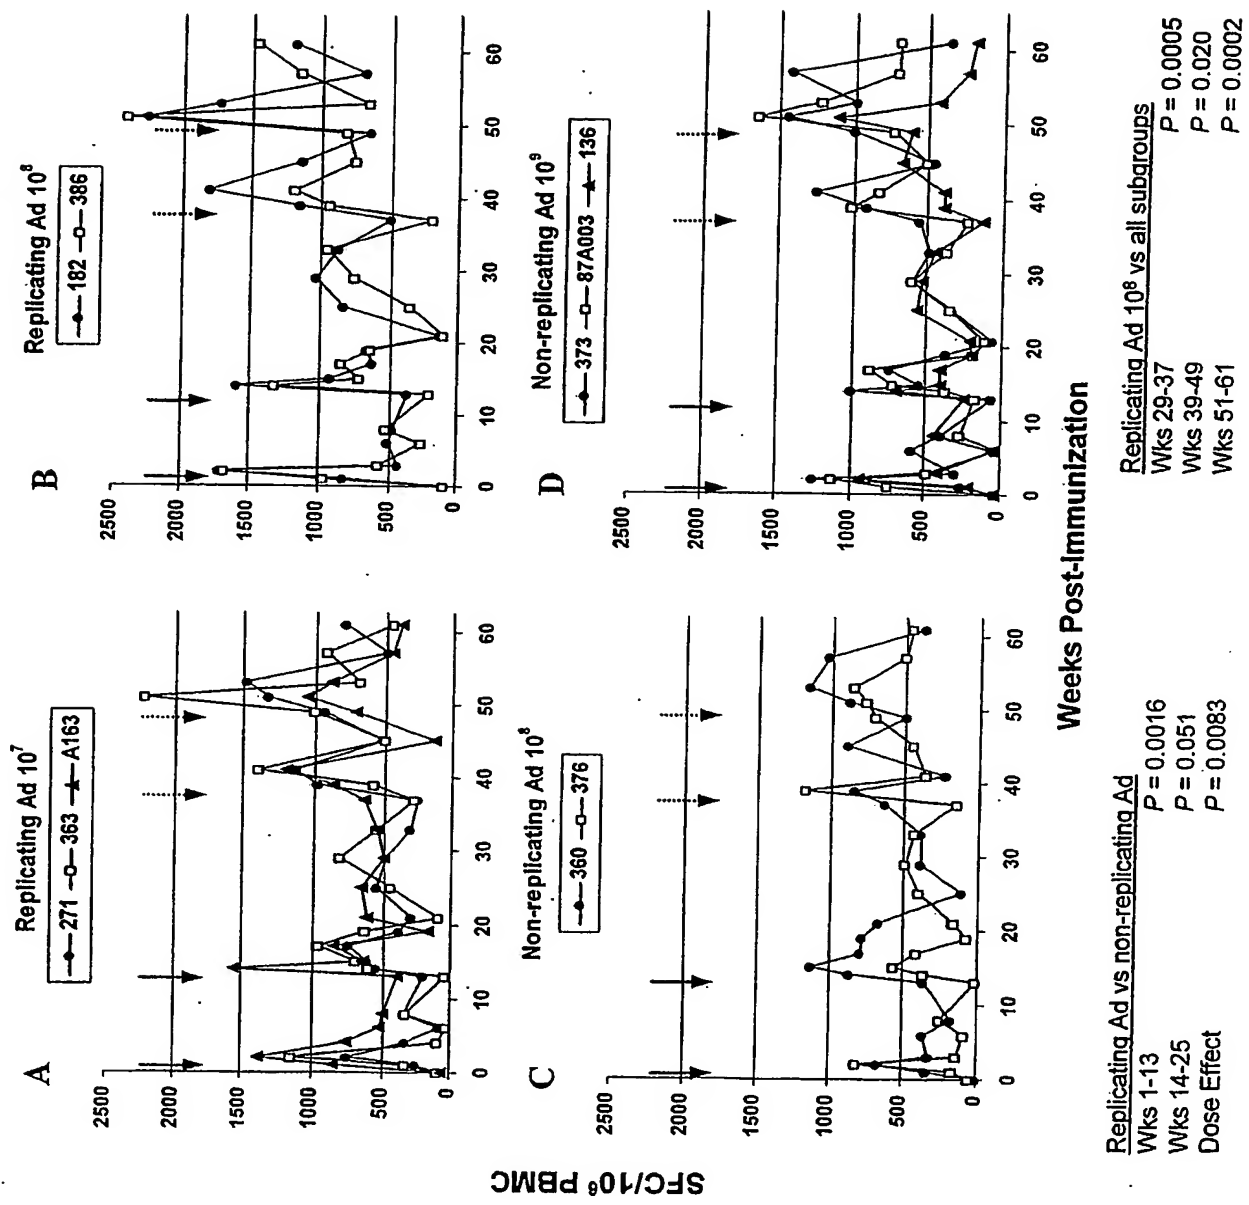 A
Replicating Ad 10⁷
271 363 A163
2500
2000
1500
1000
500
0
0 10 20 30 40 50 60
B
Replicating Ad 10⁸
182 386
2500
2000
1500
1000
500
0
0 10 20 30 40 50 60
C
Non-replicating Ad 10⁸
360 376
2500
2000
1500
1000
500
0
0 10 20 30 40 50 60
D
Non-replicating Ad 10⁹
373 87A003 136
2500
2000
1500
1000
500
0
0 10 20 30 40 50 60
SFC/10⁶ PBMC
Weeks Post-Immunization
Replicating Ad vs non-replicating Ad
Wks 1-13 P = 0.0016
Wks 14-25 P = 0.051
Dose Effect P = 0.0083
Replicating Ad 10⁸ vs all subgroups
Wks 29-37 P = 0.0005
Wks 39-49 P = 0.020
Wks 51-61 P = 0.0002